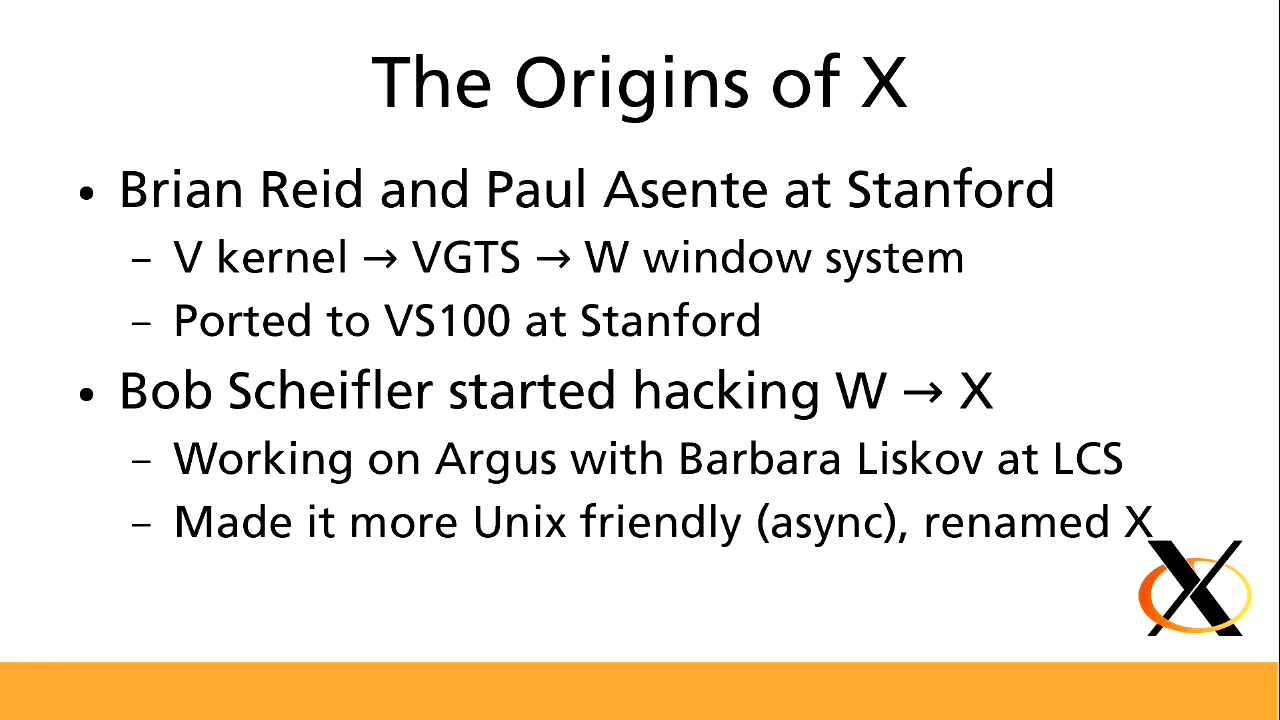 The Origins of X
• Brian Reid and Paul Asente at Stanford
– V kernel → VGTS → W window system
– Ported to VS100 at Stanford
• Bob Scheifler started hacking W → X
– Working on Argus with Barbara Liskov at LCS
– Made it more Unix friendly (async), renamed X
X